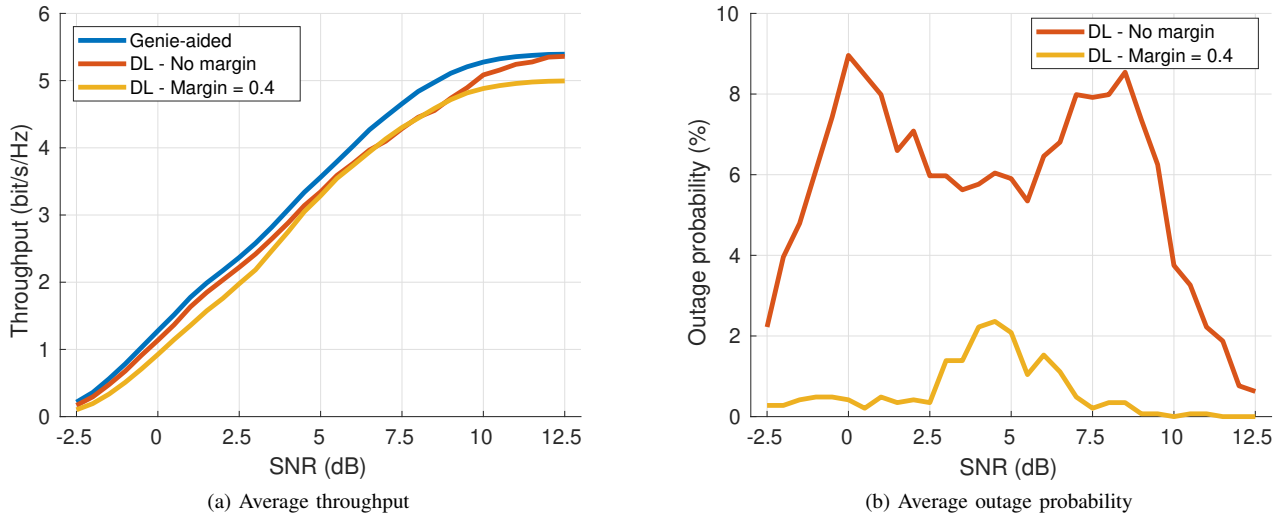 Throughput (bit/s/Hz)
6
5
4
3
2
1
0
Genie-aided
DL - No margin
DL - Margin = 0.4
-2.5 0 2.5 5 7.5 10 12.5
SNR (dB)
(a) Average throughput
Outage probability (%)
10
8
6
4
2
0
DL - No margin
DL - Margin = 0.4
-2.5 0 2.5 5 7.5 10 12.5
SNR (dB)
(b) Average outage probability